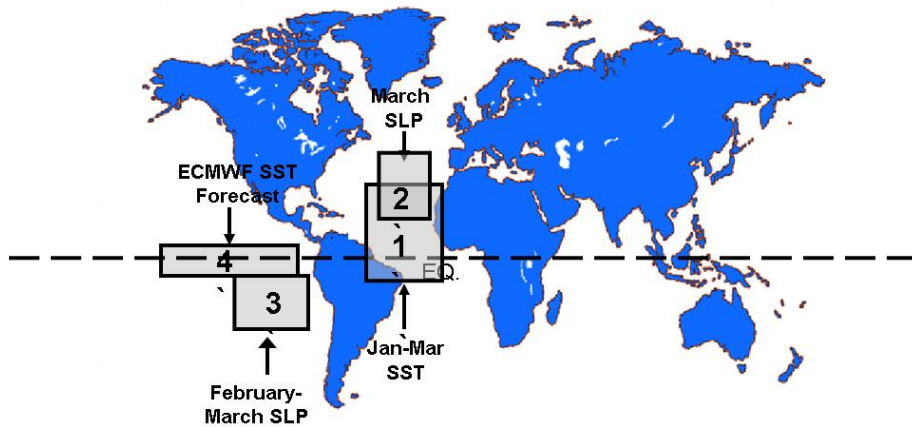 March
SLP
ECMWF SST
Forecast
2
1
4
EQ.
3
Jan-Mar
SST
February-
March SLP